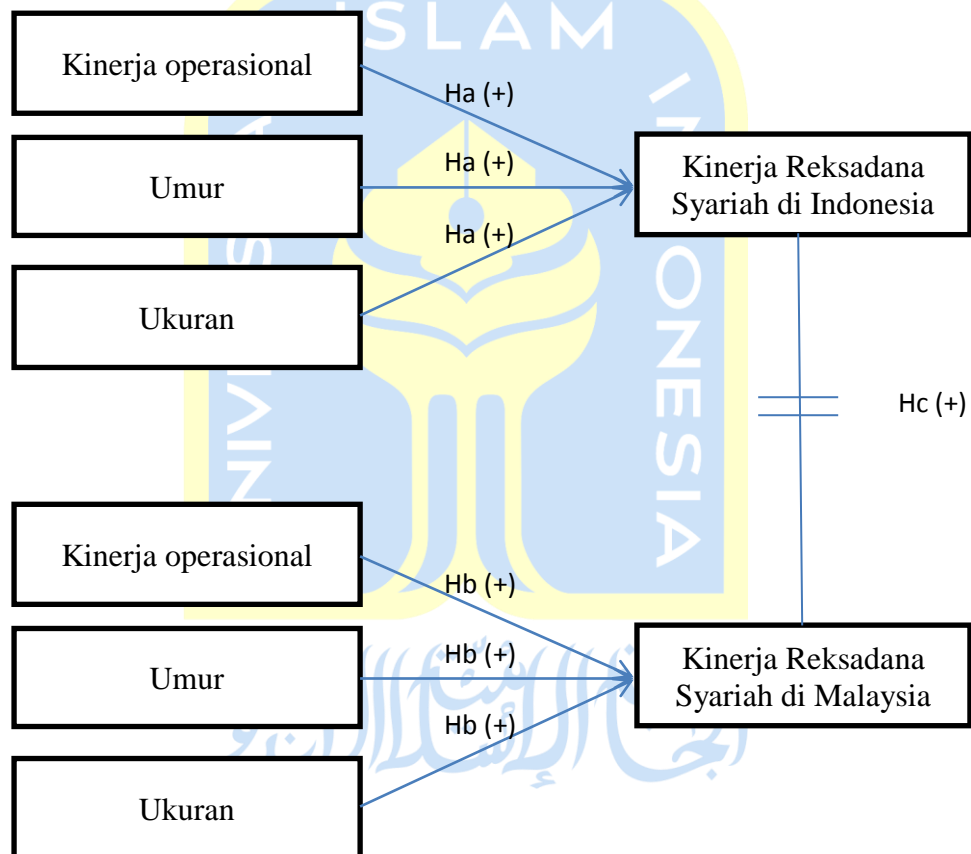 ISLAM
INDONESIA
Kinerja operasional
Ha (+)
Umur
Ha (+)
Kinerja Reksadana
Syariah di Indonesia
Ha (+)
Ukuran
Hc (+)
Kinerja operasional
Hb (+)
Umur
Hb (+)
Kinerja Reksadana
Syariah di Malaysia
Hb (+)
Ukuran